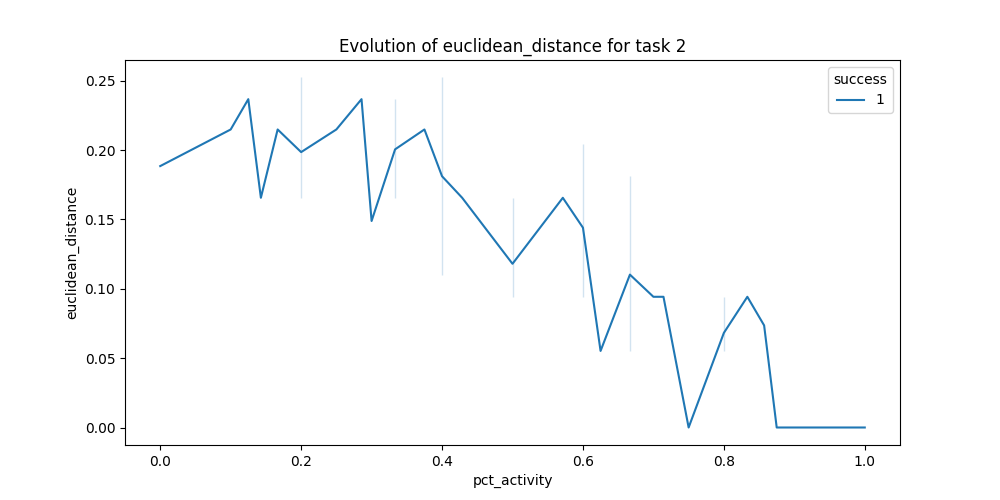 Evolution of euclidean_distance for task 2
success
1
euclidean_distance
0.25
0.20
0.15
0.10
0.05
0.00
0.0 0.2 0.4 0.6 0.8 1.0
pct_activity